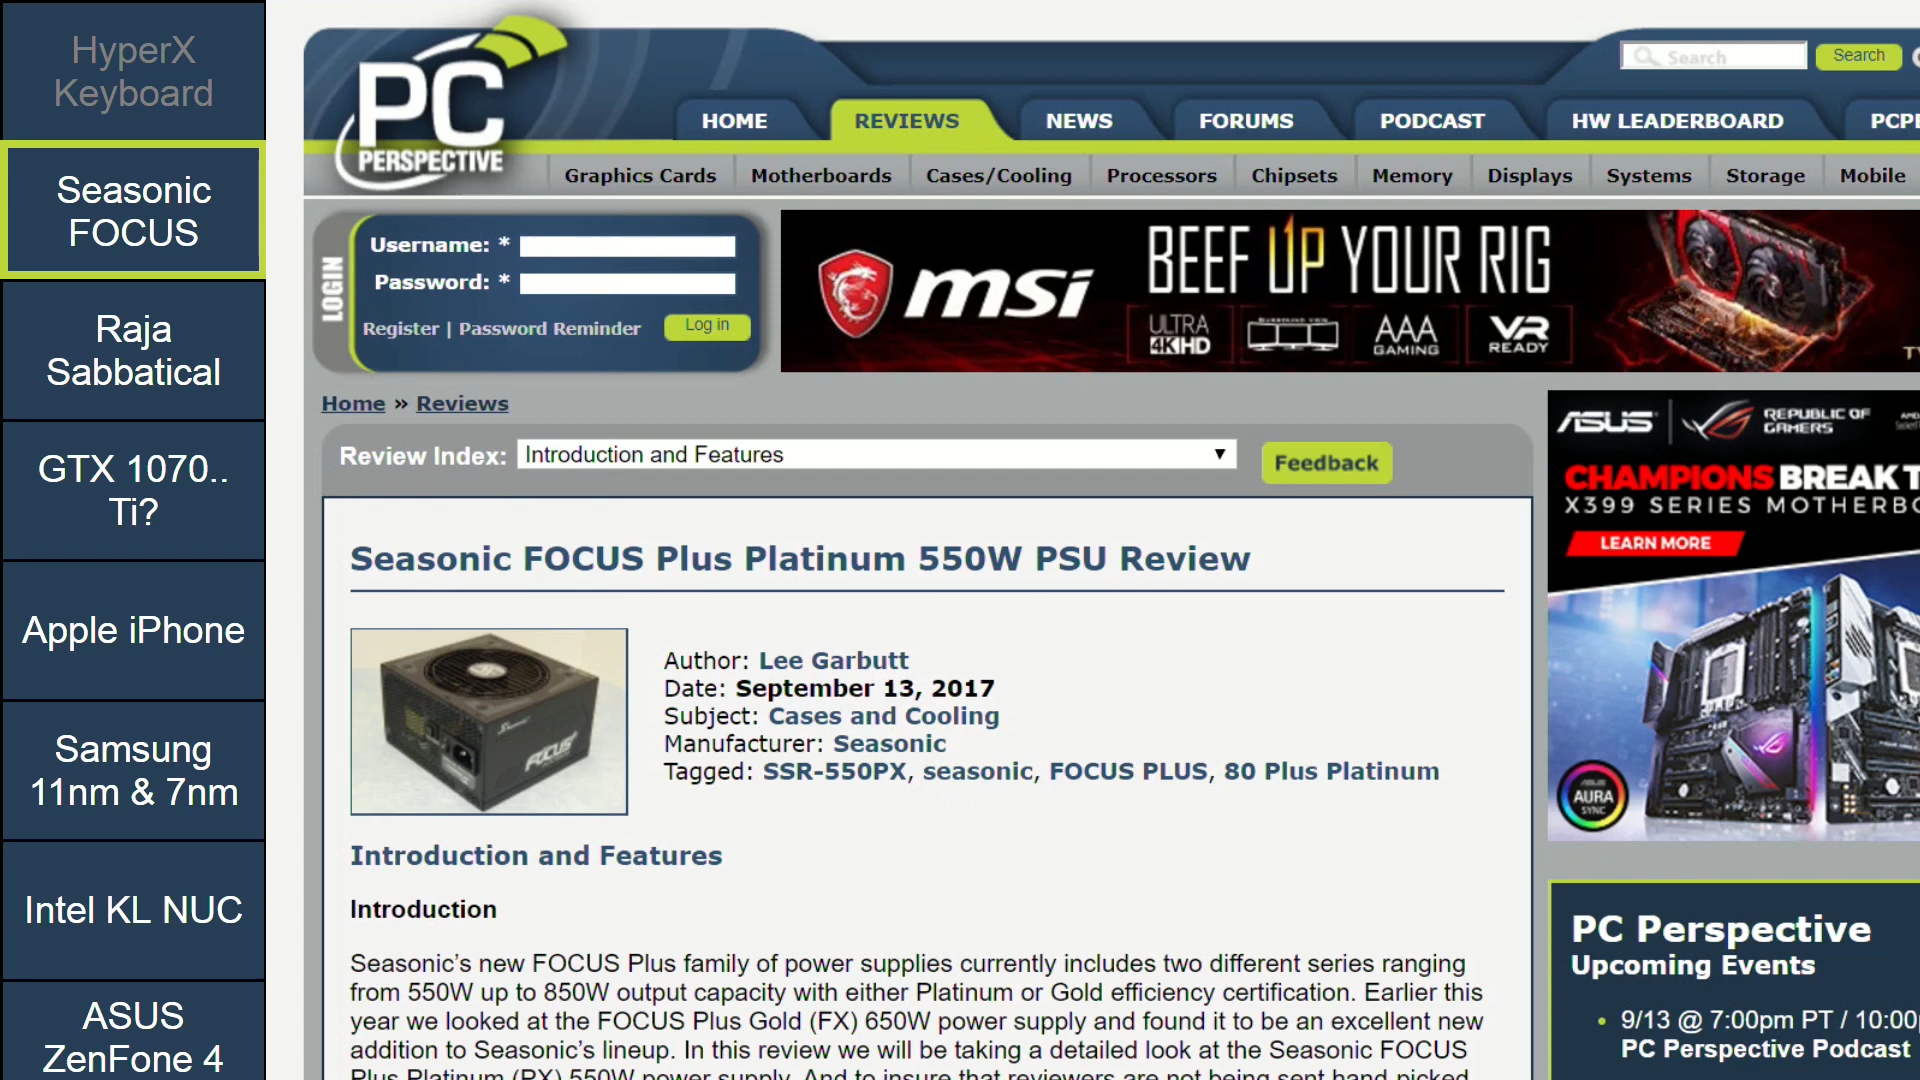 HyperX
Keyboard
Seasonic
FOCUS
Raja
Sabbatical
GTX 1070..
Ti?
Apple iPhone
Samsung
11nm & 7nm
Intel KL NUC
ASUS
ZenFone 4
PC
PERSPECTIVE
Search
Search
HOME
REVIEWS
NEWS
FORUMS
PODCAST
HW LEADERBOARD
Graphics Cards
Motherboards
Cases/Cooling
Processors
Chipsets
Memory
Displays
Systems
Storage
Mobile
LOGIN
Username: *
Password: *
Register | Password Reminder
Log in
msi
BEEF UP YOUR RIG
ULTRA
4K HD
SURROUND VIEW
AAA
GAMING
VR
READY
Home » Reviews
Review Index:
Introduction and Features
Feedback
Seasonic FOCUS Plus Platinum 550W PSU Review
Seasonic
FOCUS
Author: Lee Garbutt
Date: September 13, 2017
Subject: Cases and Cooling
Manufacturer: Seasonic
Tagged: SSR-550PX, seasonic, FOCUS PLUS, 80 Plus Platinum
Introduction and Features
Introduction
Seasonic’s new FOCUS Plus family of power supplies currently includes two different series ranging
from 550W up to 850W output capacity with either Platinum or Gold efficiency certification. Earlier this
year we looked at the FOCUS Plus Gold (FX) 650W power supply and found it to be an excellent new
addition to Seasonic’s lineup. In this review we will be taking a detailed look at the Seasonic FOCUS
Plus Platinum (PX) 550W power supply. And to insure that reviewers are not being sent hand-picked
ASUS
REPUBLIC OF
GAMERS
CHAMPIONS BREAK
X399 SERIES
LEARN MORE
ASUS
AURA
SYNC
PC Perspective
Upcoming Events
• 9/13 @ 7:00pm PT /
PC Perspective Podcast